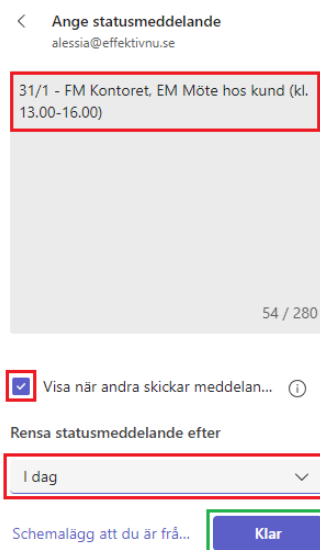 Ange statusmeddelande
alessia@effektivnu.se
31/1 - FM Kontoret, EM Möte hos kund (kl.
13.00-16.00)
54 / 280
Visa när andra skickar meddelan...
Rensa statusmeddelande efter
I dag
Schemalägg att du är frå...
Klar